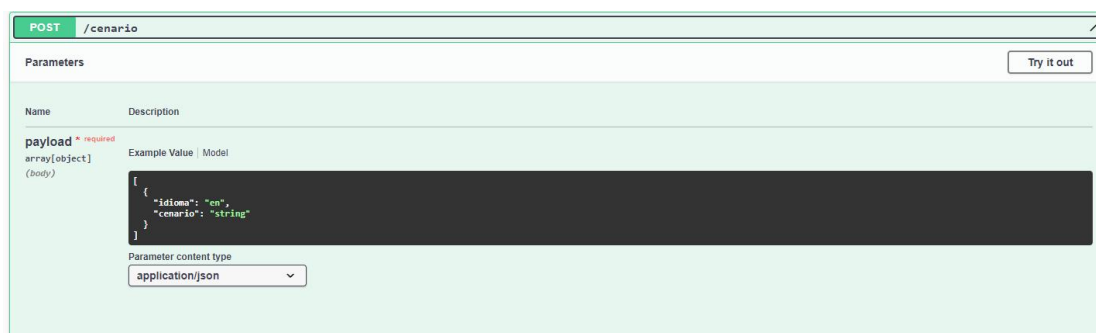 POST /cenario
Parameters
Try it out
Name Description
payload * required
array[object]
(body)
Example Value | Model
[
  {
    "idioma": "en",
    "cenario": "string"
  }
]
Parameter content type
application/json